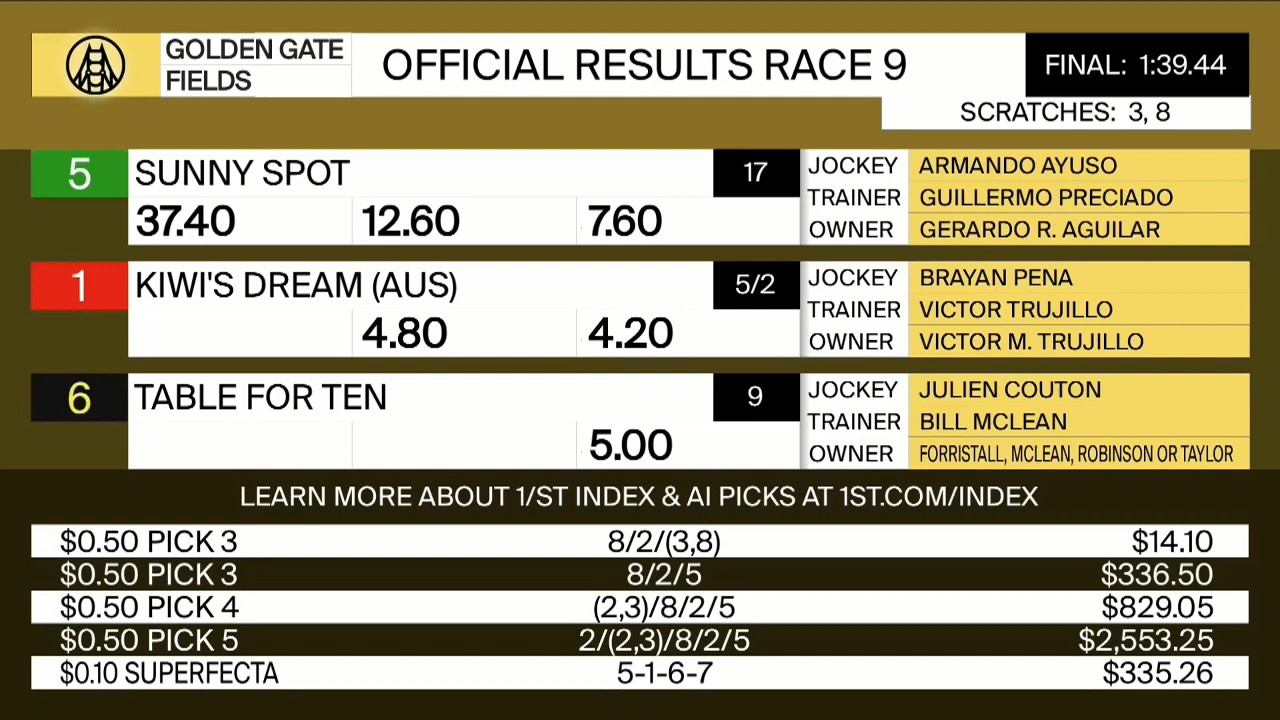 GOLDEN GATE
FIELDS
OFFICIAL RESULTS RACE 9
FINAL: 1:39.44
SCRATCHES: 3, 8
5 SUNNY SPOT 17 JOCKEY ARMANDO AYUSO
TRAINER GUILLERMO PRECIADO
37.40 12.60 7.60 OWNER GERARDO R. AGUILAR
1 KIWI'S DREAM (AUS) 5/2 JOCKEY BRAYAN PENA
TRAINER VICTOR TRUJILLO
4.80 4.20 OWNER VICTOR M. TRUJILLO
6 TABLE FOR TEN 9 JOCKEY JULIEN COUTON
TRAINER BILL MCLEAN
5.00 OWNER FORRISTALL, MCLEAN, ROBINSON OR TAYLOR
LEARN MORE ABOUT 1/ST INDEX & AI PICKS AT 1ST.COM/INDEX
$0.50 PICK 3 8/2/(3,8) $14.10
$0.50 PICK 3 8/2/5 $336.50
$0.50 PICK 4 (2,3)/8/2/5 $829.05
$0.50 PICK 5 2/(2,3)/8/2/5 $2,553.25
$0.10 SUPERFECTA 5-1-6-7 $335.26